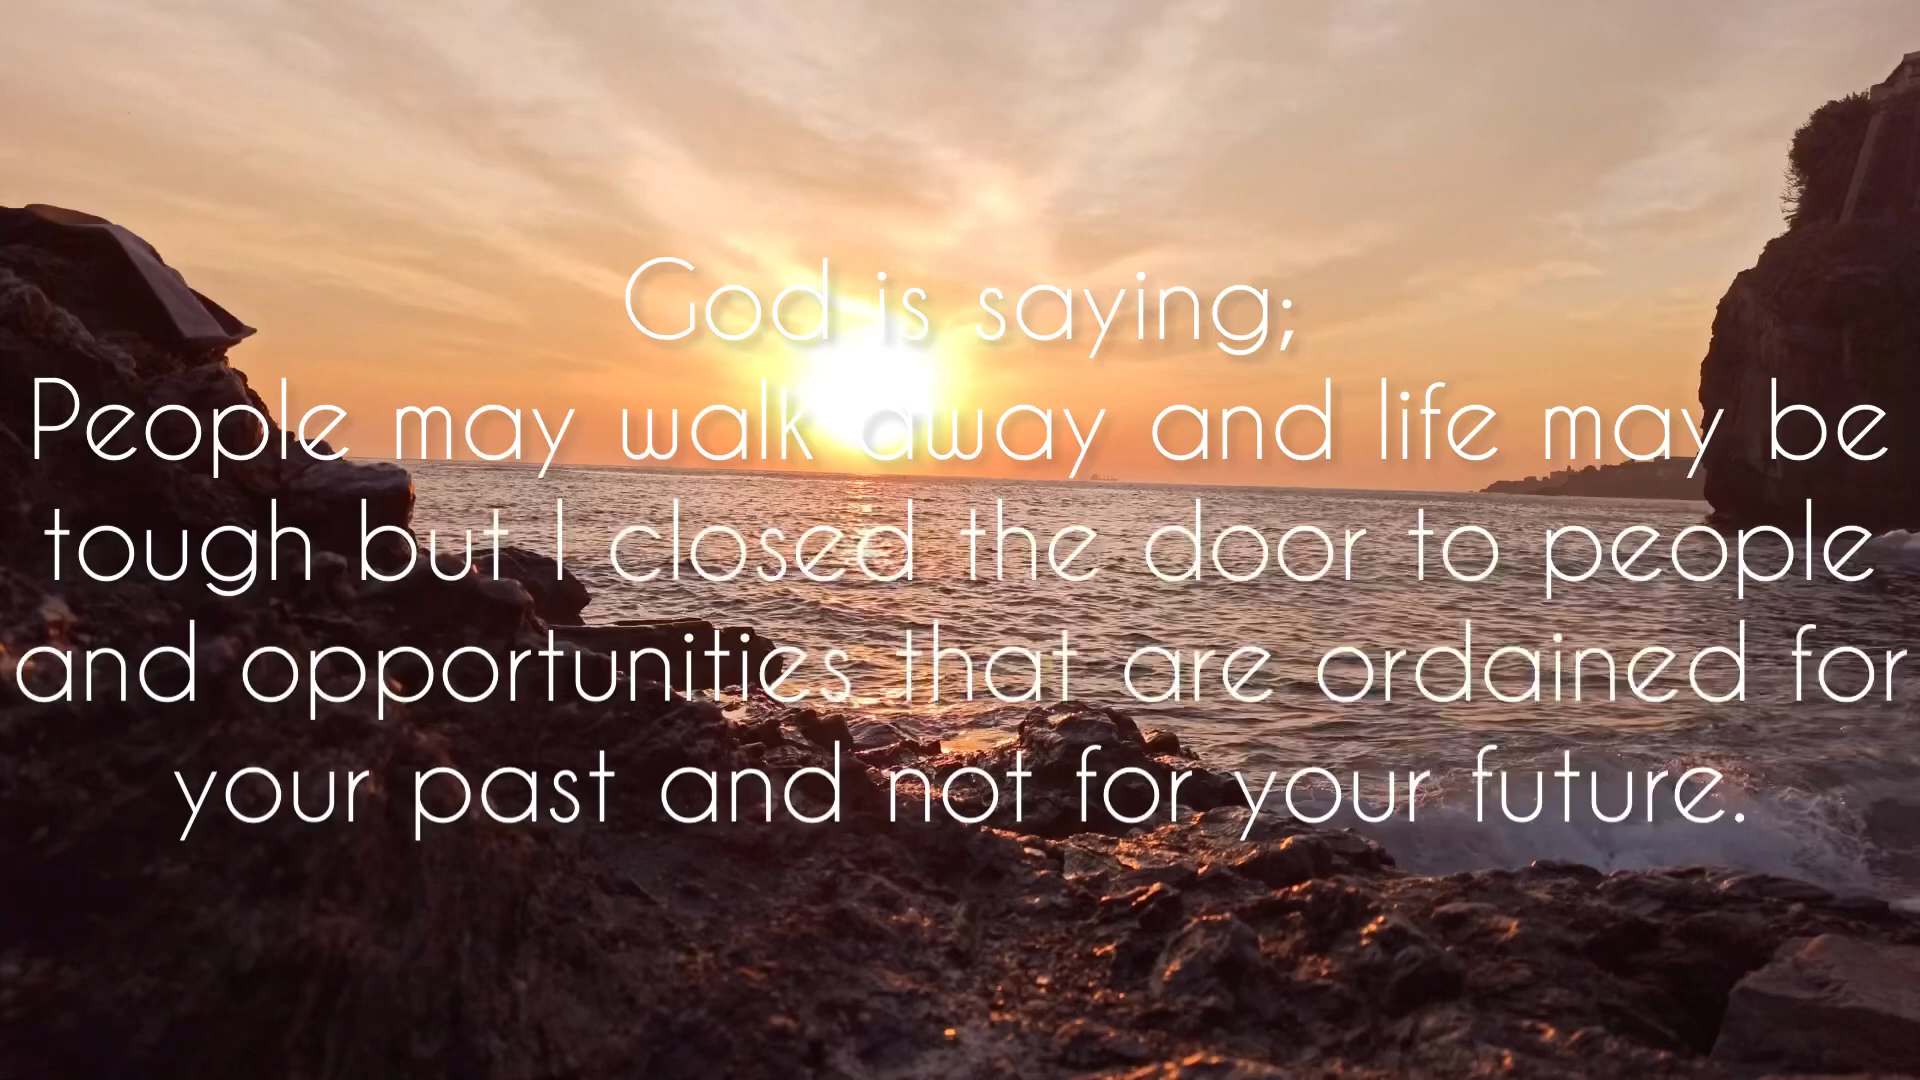 God is saying;
People may walk away and life may be
tough but I closed the door to people
and opportunities that are ordained for
your past and not for your future.